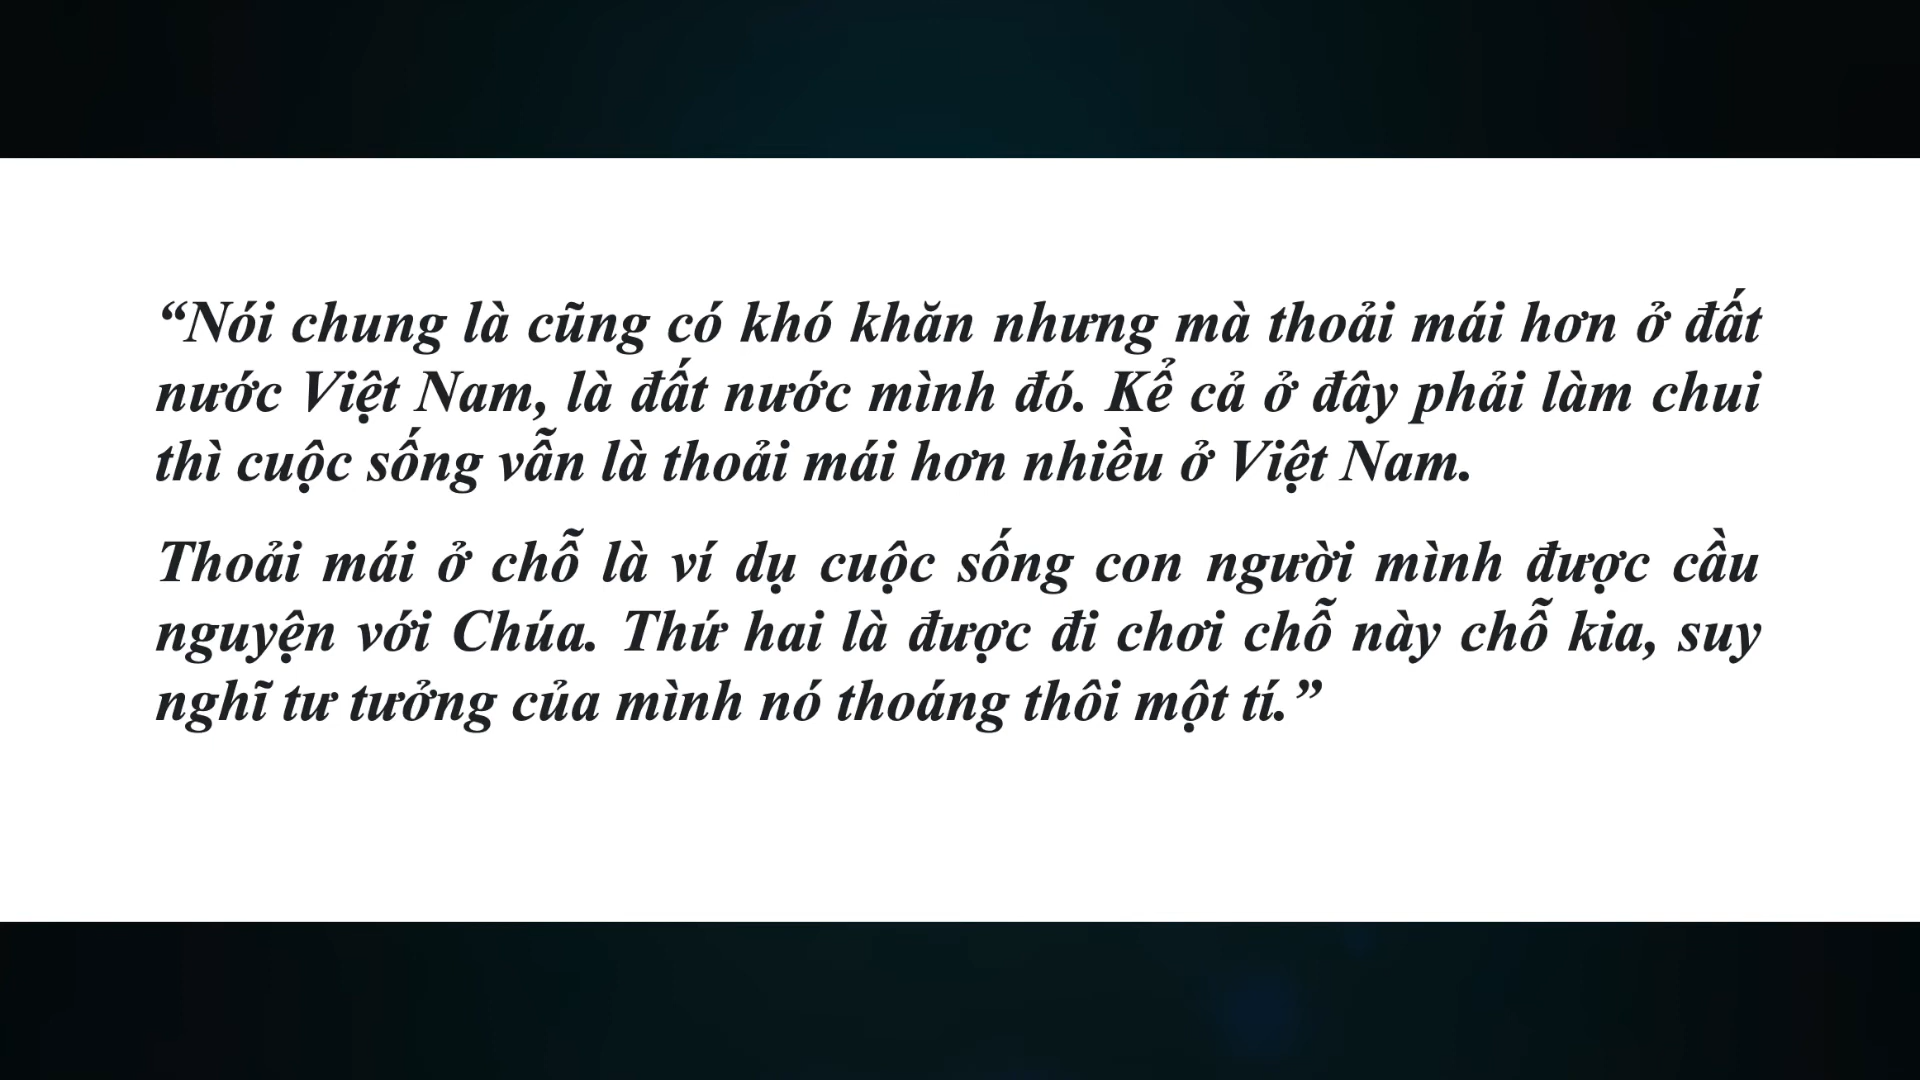 “Nói chung là cũng có khó khăn nhưng mà thoải mái hơn ở đất
nước Việt Nam, là đất nước mình đó. Kể cả ở đây phải làm chui
thì cuộc sống vẫn là thoải mái hơn nhiều ở Việt Nam.
Thoải mái ở chỗ là ví dụ cuộc sống con người mình được cầu
nguyện với Chúa. Thứ hai là được đi chơi chỗ này chỗ kia, suy
nghĩ tư tưởng của mình nó thoáng thôi một tí.”